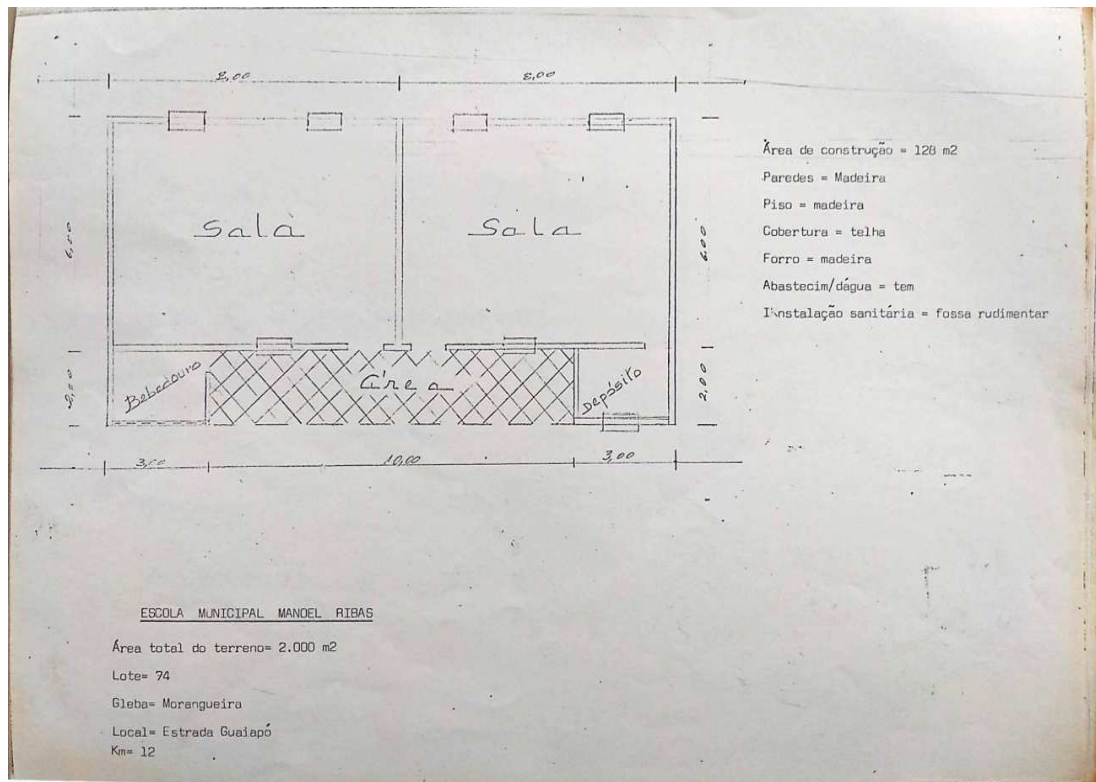 8,00 8,00
Área de construção = 128 m2
Paredes = Madeira
Piso = madeira
Cobertura = telha
Forro = madeira
Abastecim/dágua = tem
Instalação sanitária = fossa rudimentar
Sala Sala
6,00 6,00
Bebedouro Área Depósito
2,00 2,00
3,00 10,00 3,00
ESCOLA MUNICIPAL MANOEL RIBAS
Área total do terreno= 2.000 m2
Lote= 74
Gleba= Morangueira
Local= Estrada Guaiapó
Km= 12